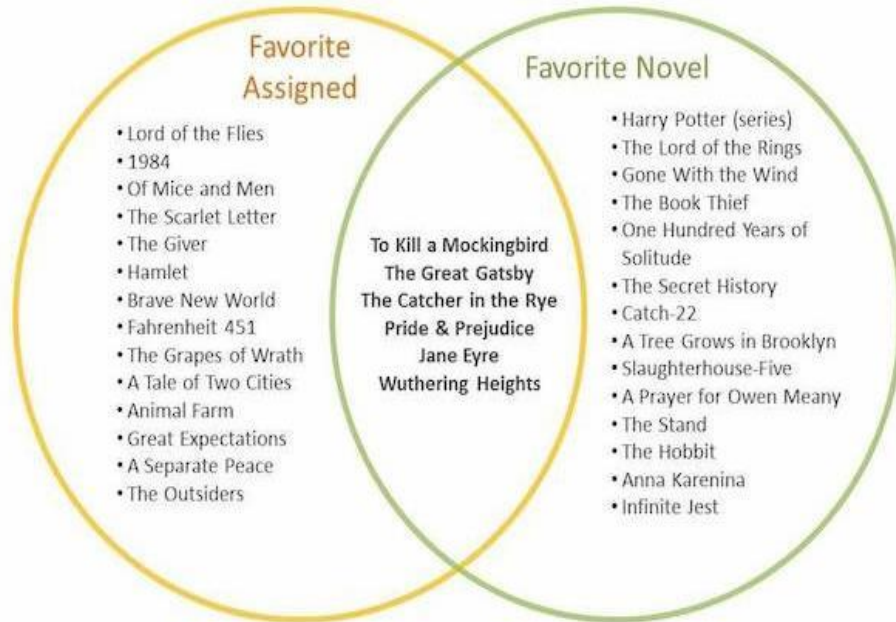 Favorite
Assigned
• Lord of the Flies
• 1984
• Of Mice and Men
• The Scarlet Letter
• The Giver
• Hamlet
• Brave New World
• Fahrenheit 451
• The Grapes of Wrath
• A Tale of Two Cities
• Animal Farm
• Great Expectations
• A Separate Peace
• The Outsiders
To Kill a Mockingbird
The Great Gatsby
The Catcher in the Rye
Pride & Prejudice
Jane Eyre
Wuthering Heights
Favorite Novel
• Harry Potter (series)
• The Lord of the Rings
• Gone With the Wind
• The Book Thief
• One Hundred Years of
Solitude
• The Secret History
• Catch-22
• A Tree Grows in Brooklyn
• Slaughterhouse-Five
• A Prayer for Owen Meany
• The Stand
• The Hobbit
• Anna Karenina
• Infinite Jest